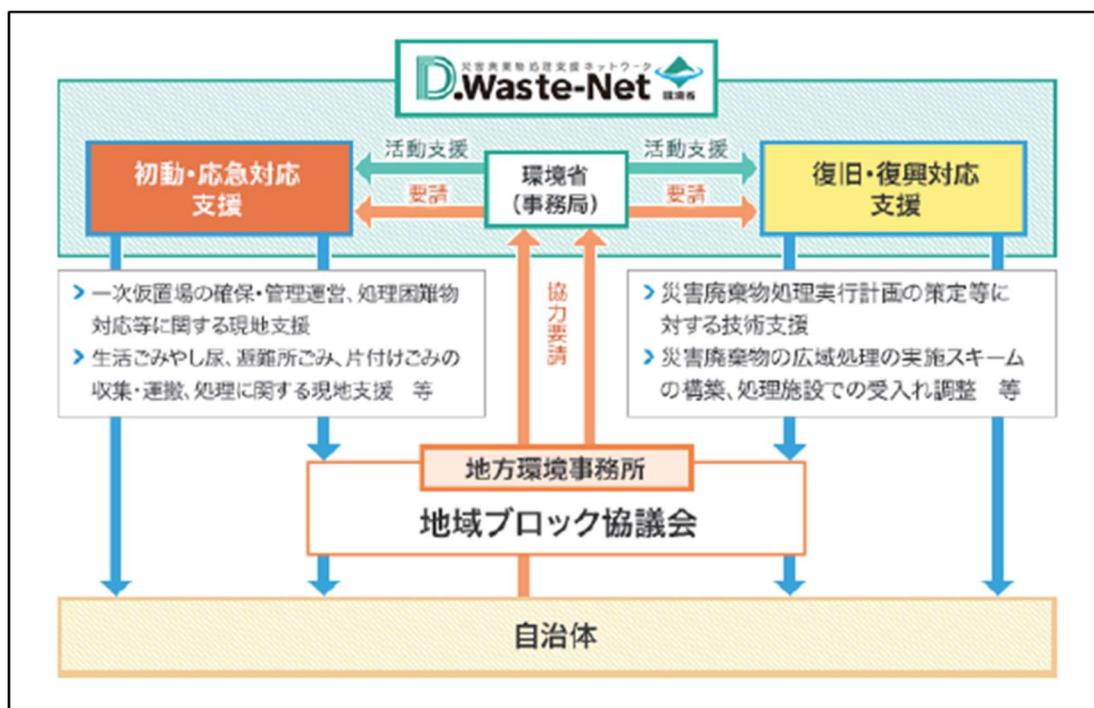 災害廃棄物処理支援ネットワーク
D.Waste-Net
環境省
初動・応急対応
支援
活動支援
要請
環境省
(事務局)
活動支援
要請
復旧・復興対応
支援
一次仮置場の確保・管理運営、処理困難物
対応等に関する現地支援
生活ごみやし尿、避難所ごみ、片付けごみの
収集・運搬、処理に関する現地支援 等
協力要請
災害廃棄物処理実行計画の策定等に
対する技術支援
災害廃棄物の広域処理の実施スキーム
の構築、処理施設での受入れ調整 等
地方環境事務所
地域ブロック協議会
自治体